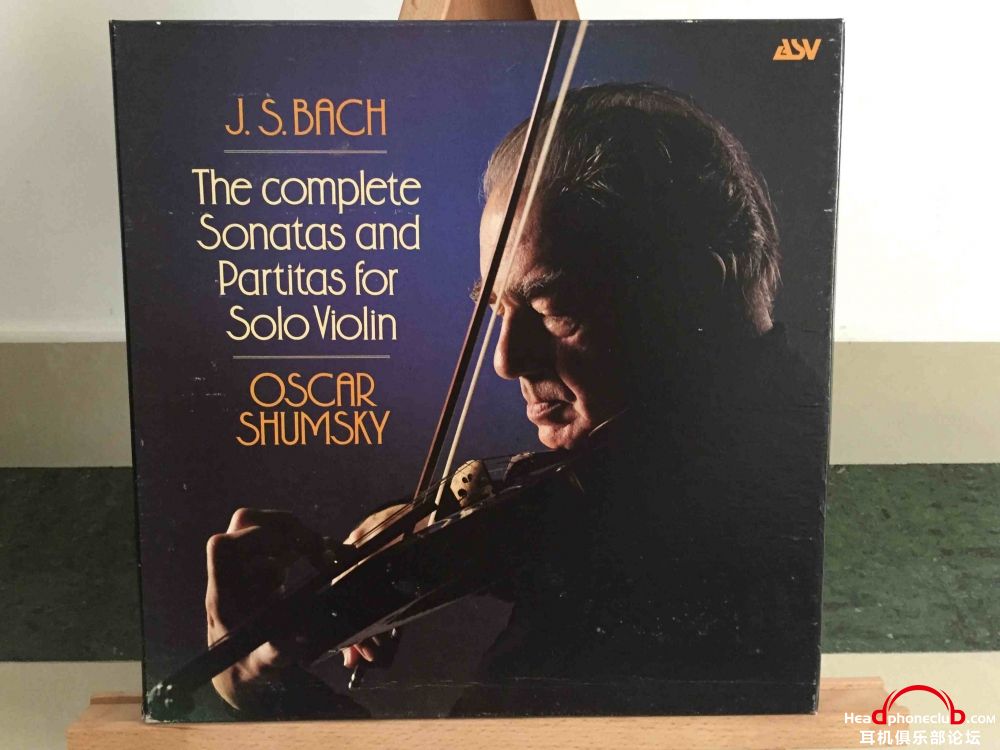 ASV
J. S. BACH
The complete
Sonatas and
Partitas for
Solo Violin
OSCAR
SHUMSKY
Headphoneclub.com
耳机俱乐部论坛